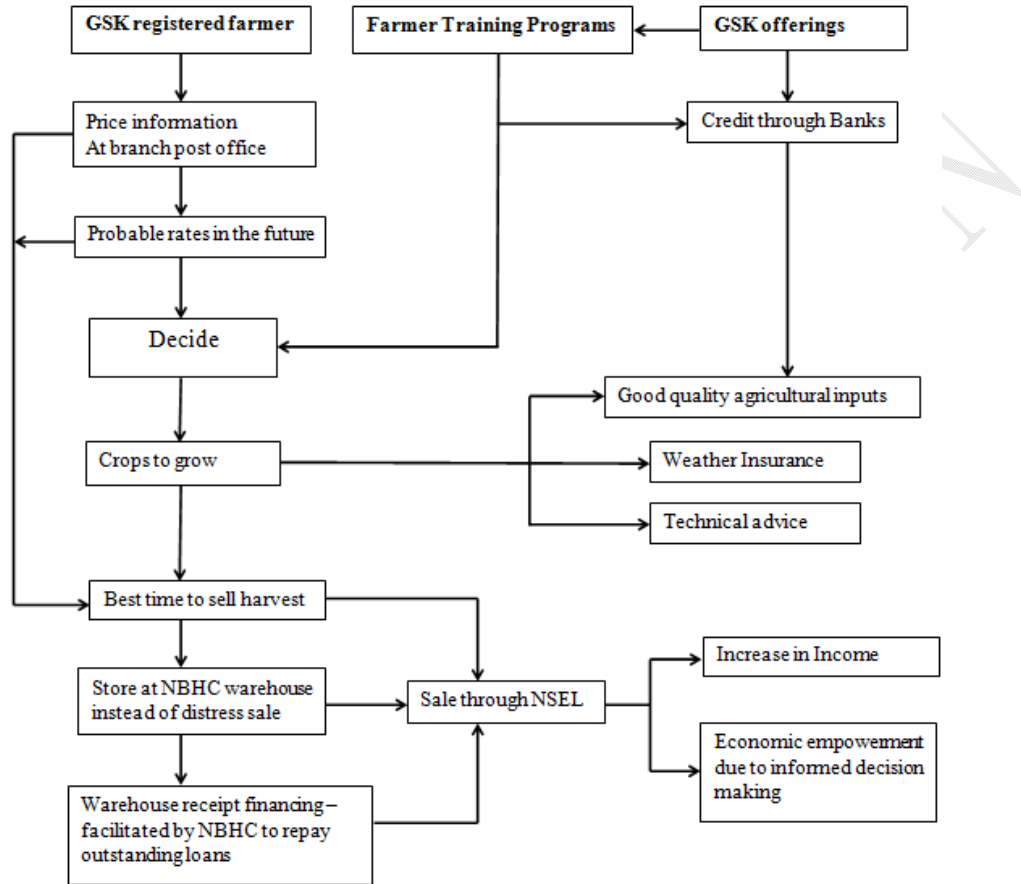 GSK registered farmer
Farmer Training Programs
GSK offerings
Price information
At branch post office
Credit through Banks
Probable rates in the future
Decide
Good quality agricultural inputs
Crops to grow
Weather Insurance
Technical advice
Best time to sell harvest
Increase in Income
Store at NBHC warehouse
instead of distress sale
Sale through NSEL
Economic empowerment
due to informed decision
making
Warehouse receipt financing –
facilitated by NBHC to repay
outstanding loans